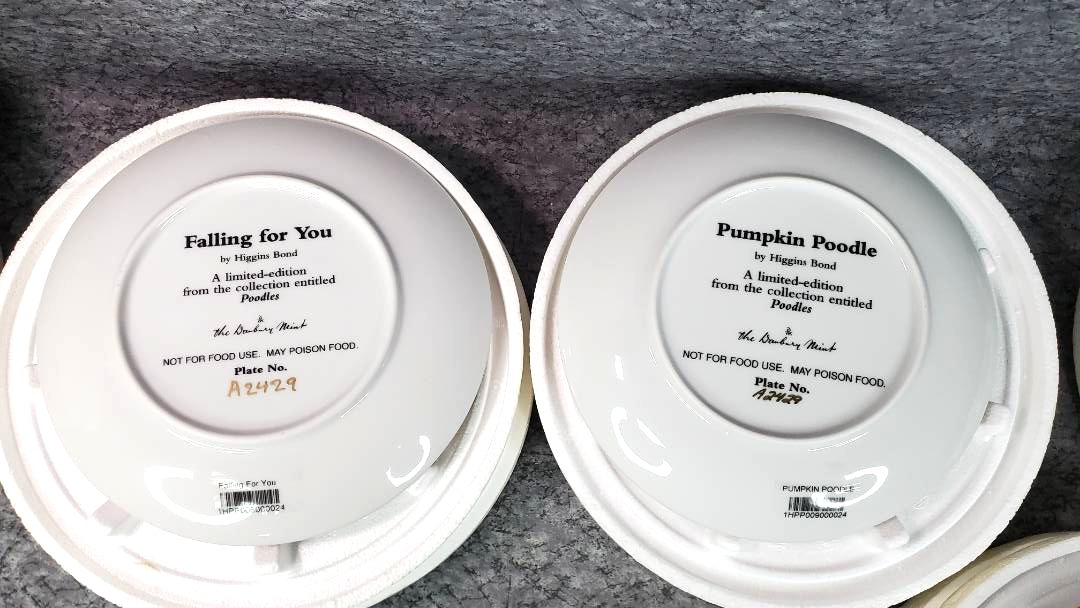 Falling for You
by Higgins Bond
A limited-edition
from the collection entitled
Poodles
the Danbury Mint
NOT FOR FOOD USE. MAY POISON FOOD.
Plate No.
A2429
Falling For You
Pumpkin Poodle
by Higgins Bond
A limited-edition
from the collection entitled
Poodles
the Danbury Mint
NOT FOR FOOD USE. MAY POISON FOOD.
Plate No.
A2429
PUMPKIN POODLE
1HPP009000024